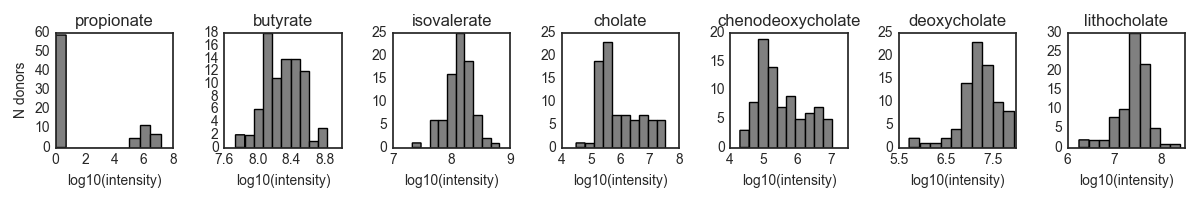 propionate
N donors
60
50
40
30
20
10
0
0 2 4 6 8
log10(intensity)
butyrate
18
16
14
12
10
8
6
4
2
0
7.6 8.0 8.4 8.8
log10(intensity)
isovalerate
25
20
15
10
5
0
7 8 9
log10(intensity)
cholate
25
20
15
10
5
0
4 5 6 7 8
log10(intensity)
chenodeoxycholate
20
15
10
5
0
4 5 6 7
log10(intensity)
deoxycholate
25
20
15
10
5
0
5.5 6.5 7.5
log10(intensity)
lithocholate
30
25
20
15
10
5
0
6 7 8
log10(intensity)